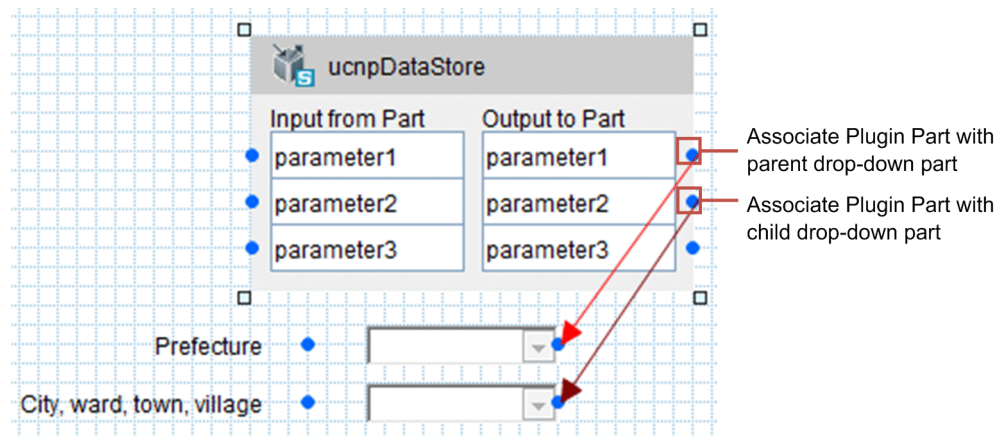 ucnpDataStore
Input from Part
Output to Part
parameter1
parameter1
parameter2
parameter2
parameter3
parameter3
Associate Plugin Part with
parent drop-down part
Associate Plugin Part with
child drop-down part
Prefecture
City, ward, town, village
S